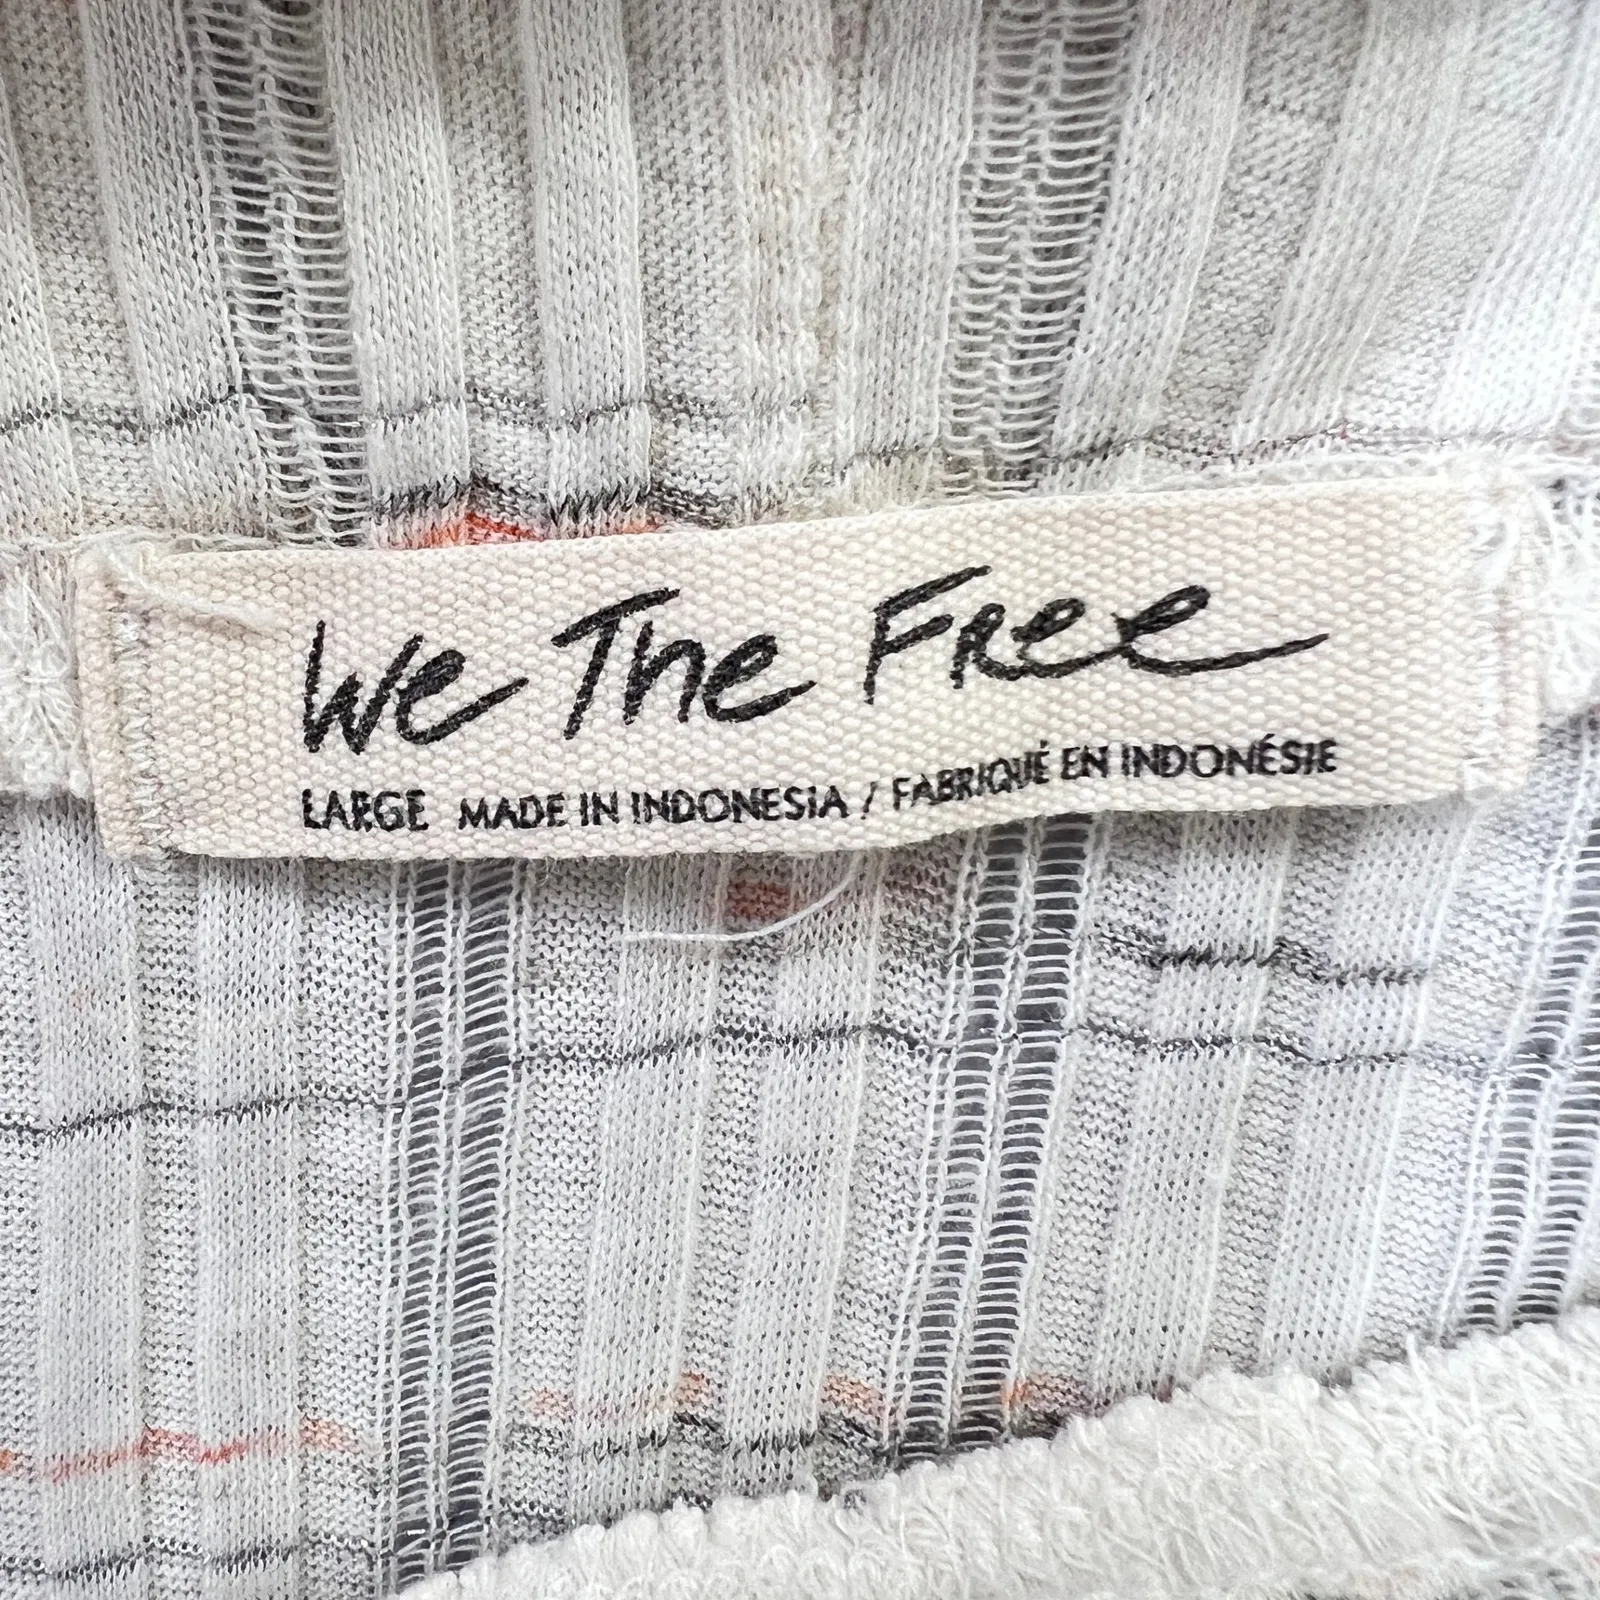 We The Free
LARGE MADE IN INDONESIA / FABRIQUÉ EN INDONÉSIE